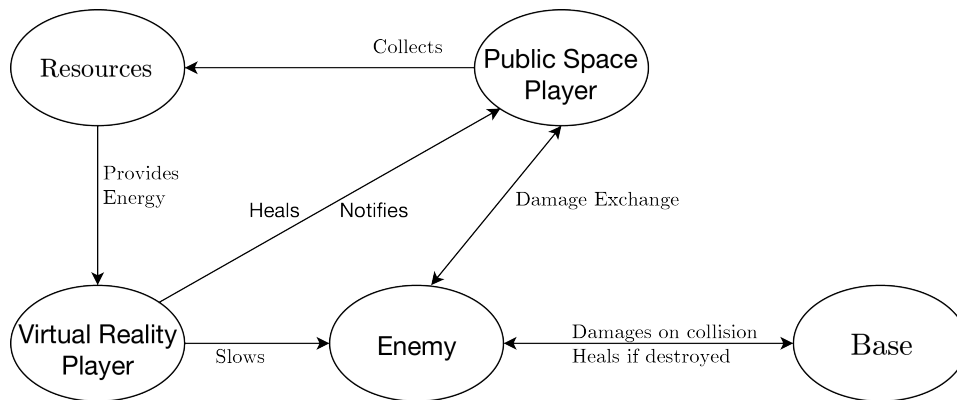 Collects
Resources
Public Space
Player
Provides
Energy
Heals
Notifies
Damage Exchange
Virtual Reality
Player
Slows
Enemy
Damages on collision
Heals if destroyed
Base